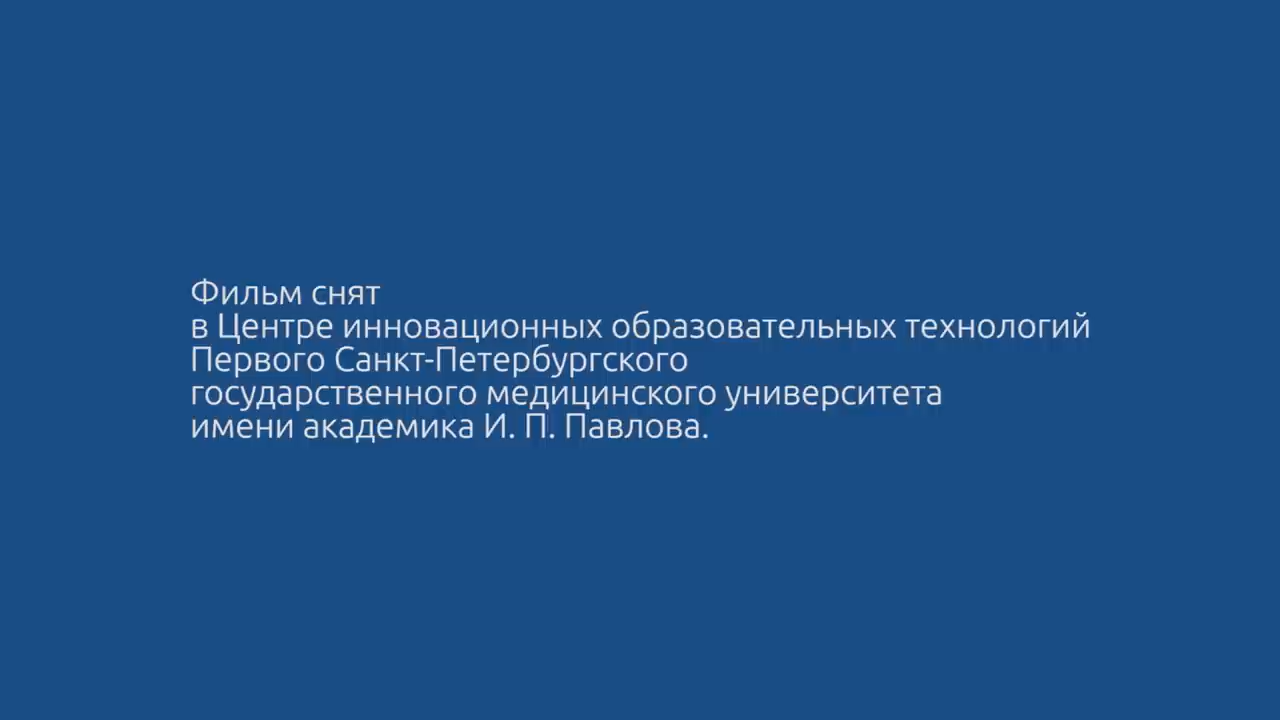 Фильм снят
в Центре инновационных образовательных технологий
Первого Санкт-Петербургского
государственного медицинского университета
имени академика И. П. Павлова.